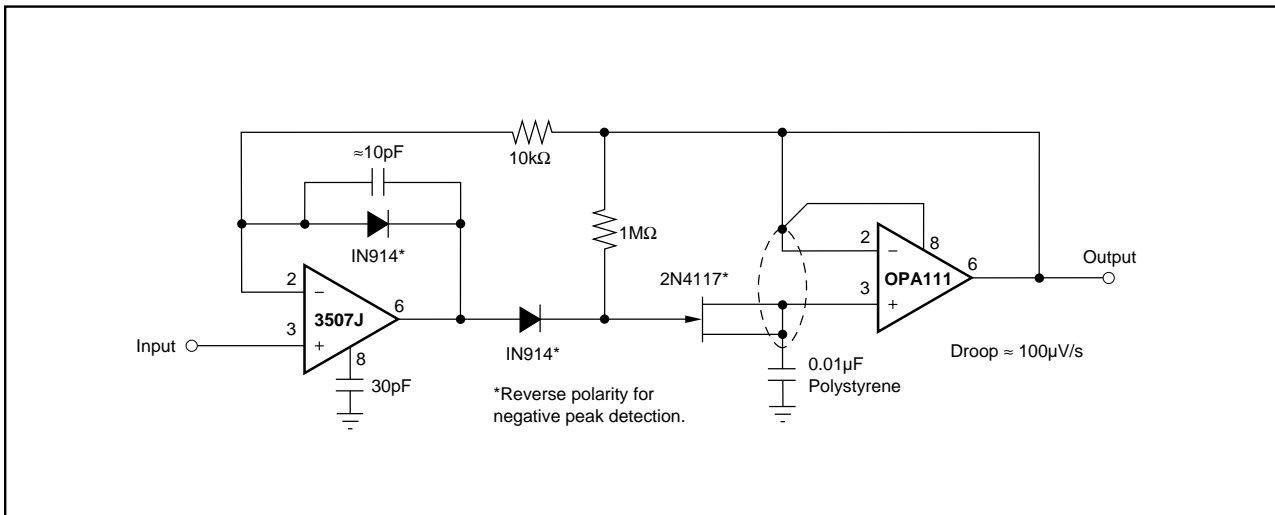 10kΩ
≈10pF
1MΩ
IN914*
2N4117*
2
−
8
OPA111
6
Output
3
+
2
−
3507J
6
Input
3
+
8
IN914*
Droop ≈ 100µV/s
30pF
0.01µF
Polystyrene
*Reverse polarity for
negative peak detection.